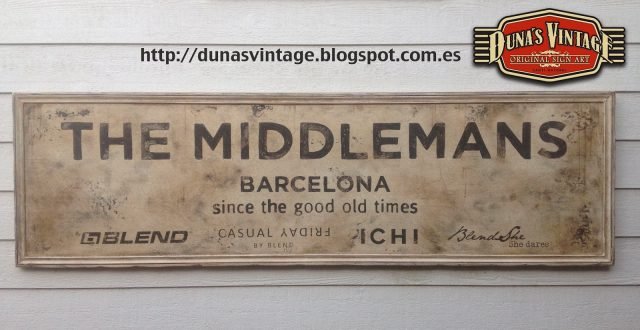 http://dunasvintage.blogspot.com.es
DUNA'S VINTAGE
ORIGINAL SIGN ART
THE MIDDLEMANS
BARCELONA
since the good old times
BLEND
CASUAL FRIDAY
BY BLEND
ICHI
BlendShe
She dares